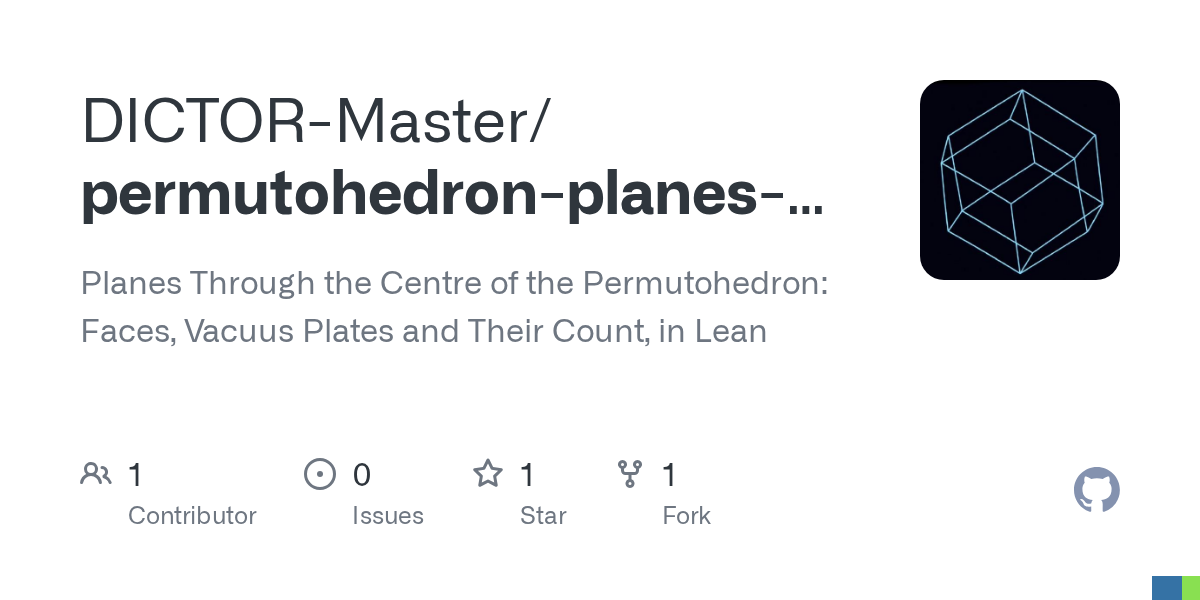 DICTOR-Master/
permutohedron-planes-...
Planes Through the Centre of the Permutohedron:
Faces, Vacuus Plates and Their Count, in Lean
1
Contributor
0
Issues
1
Star
1
Fork